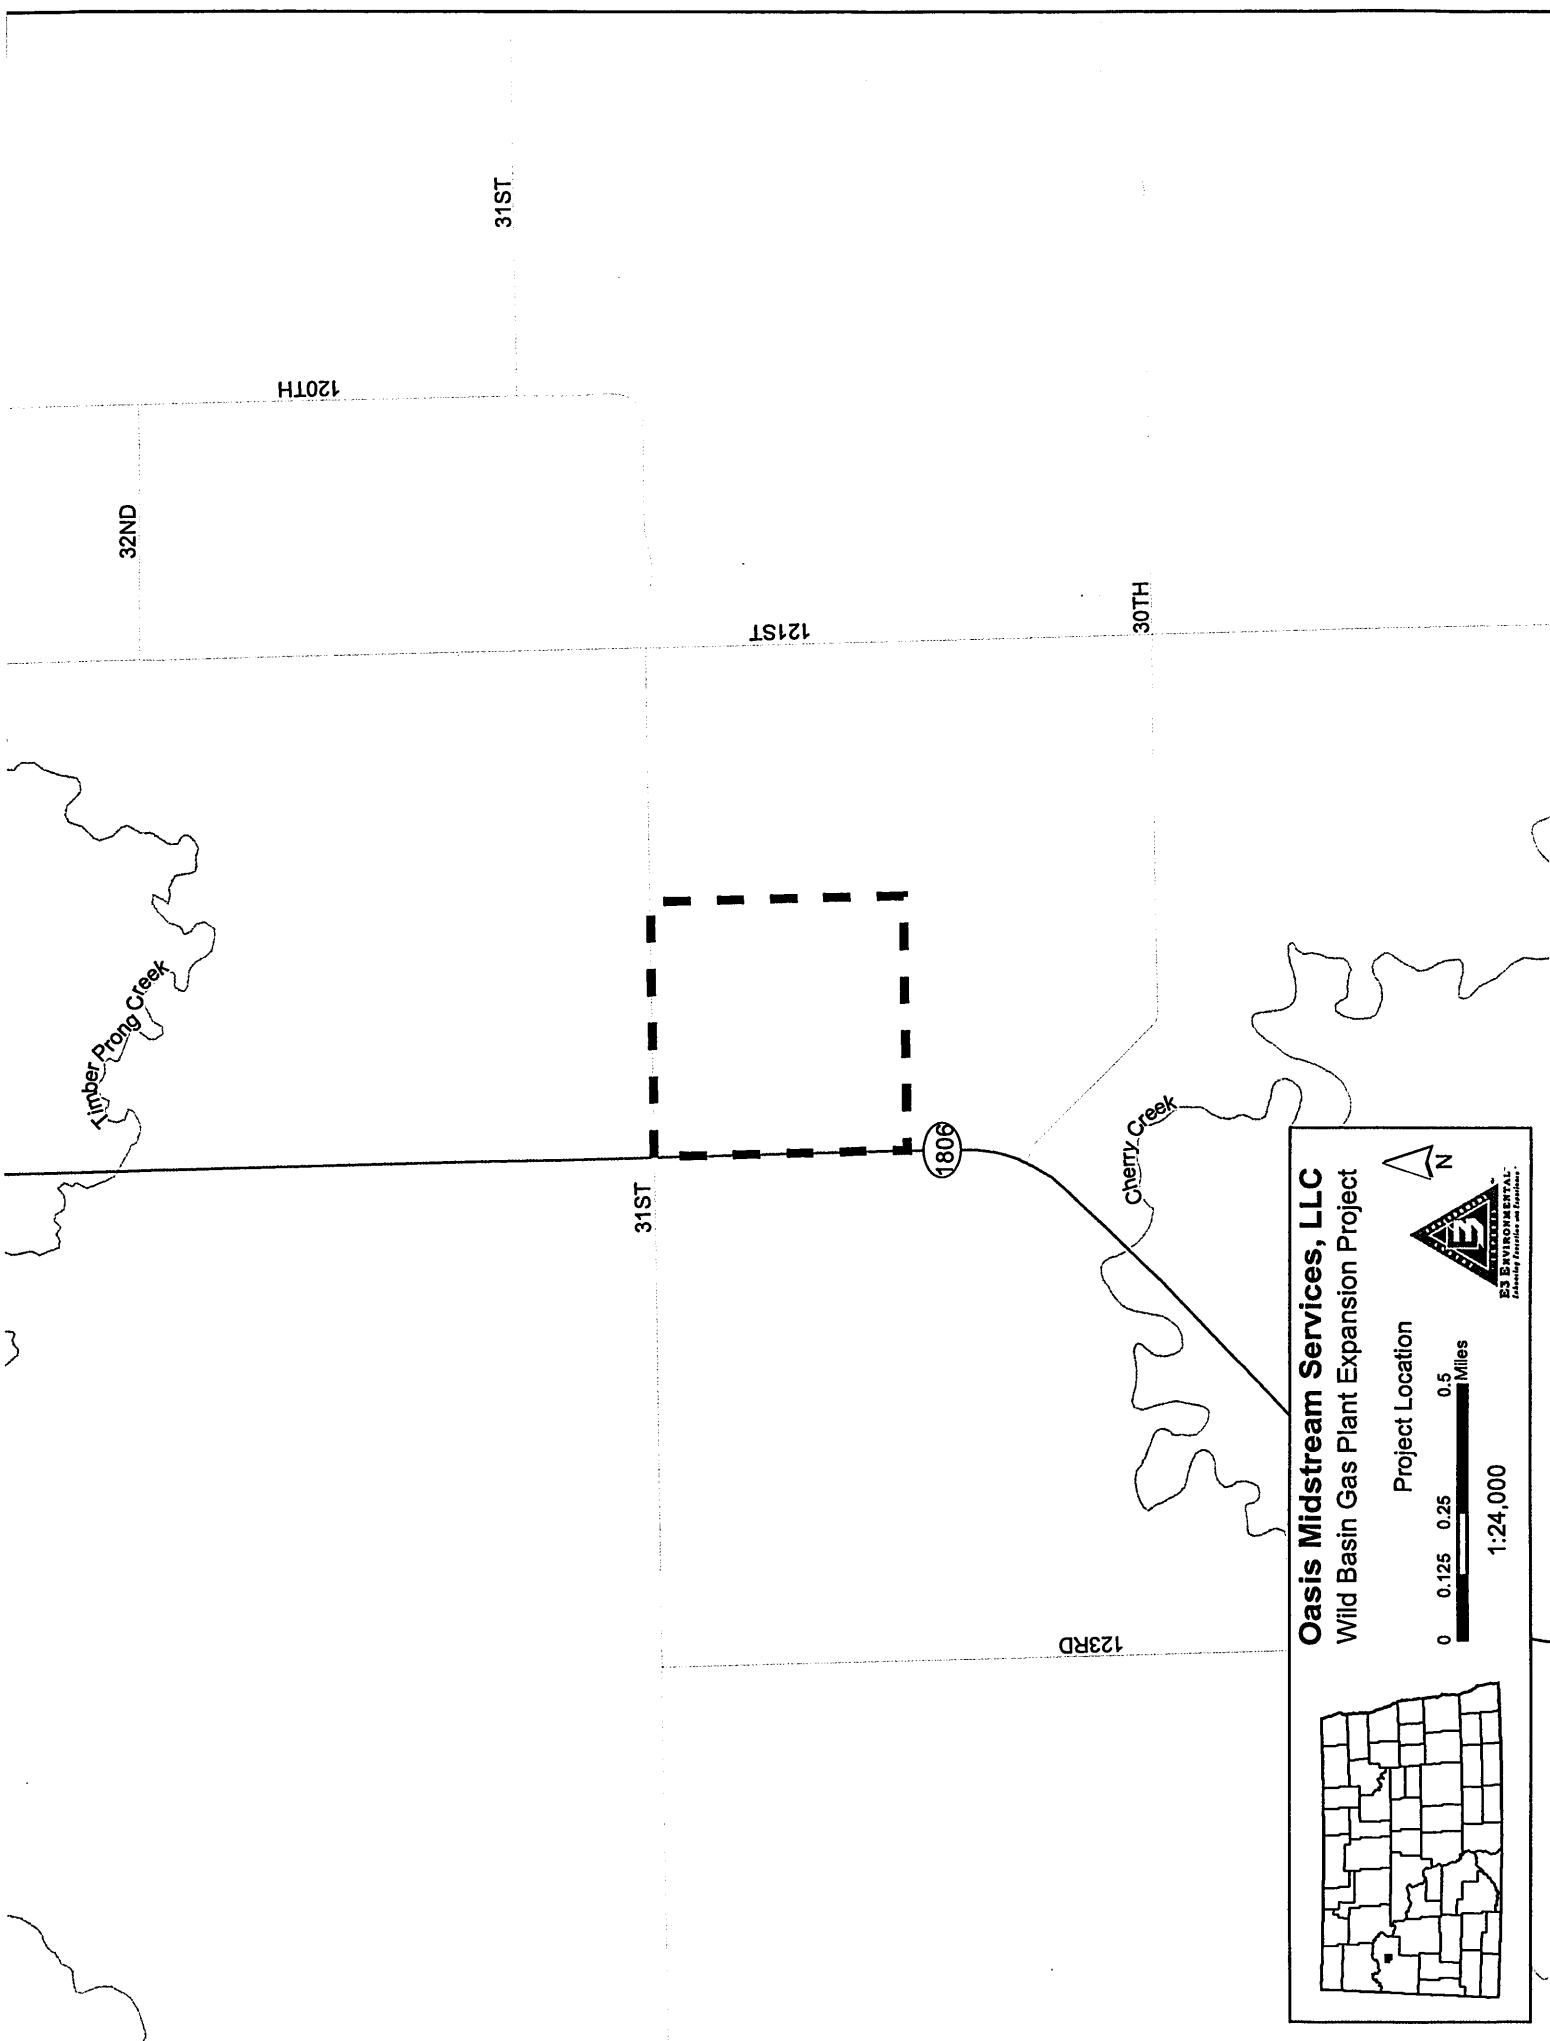 32ND
31ST
120TH
121ST
30TH
Timber Prong Creek
31ST
1806
Cherry Creek
123RD
Oasis Midstream Services, LLC
Wild Basin Gas Plant Expansion Project
Project Location
0 0.125 0.25 0.5
Miles
1:24,000
N
E3
E3 ENVIRONMENTAL